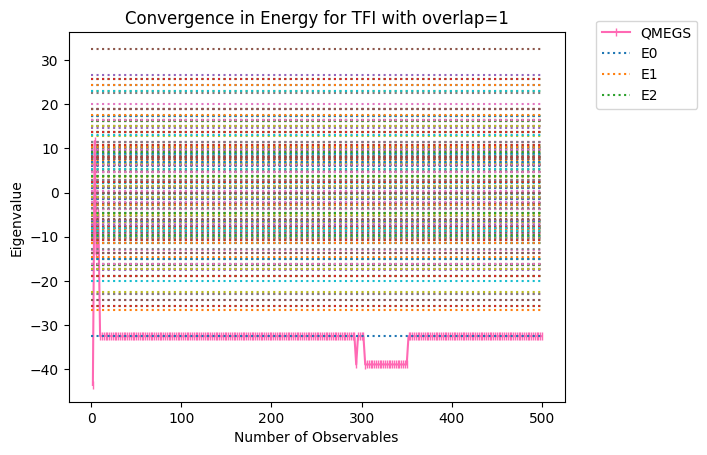 Convergence in Energy for TFI with overlap=1
QMEGS
E0
E1
E2
30
20
10
0
−10
−20
−30
−40
Eigenvalue
0 100 200 300 400 500
Number of Observables